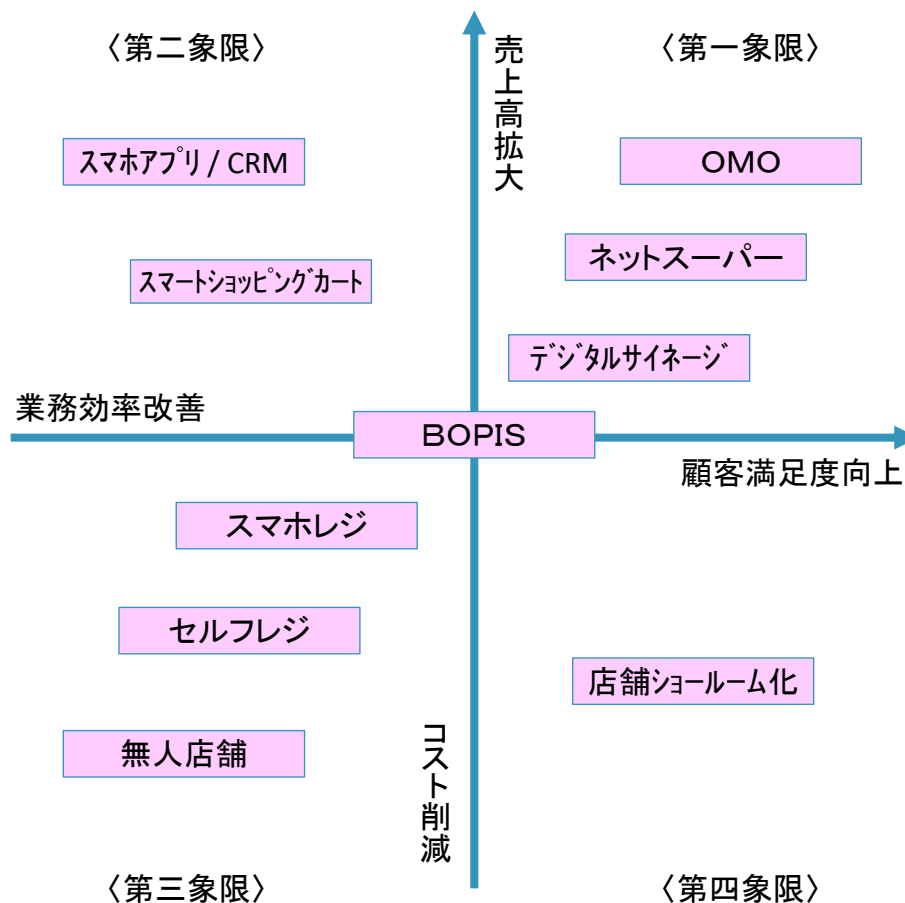 〈第二象限〉
〈第一象限〉
売上高拡大
スマホアプリ / CRM
OMO
ネットスーパー
スマートショッピングカート
デジタルサイネージ
業務効率改善
BOPIS
顧客満足度向上
スマホレジ
セルフレジ
店舗ショールーム化
無人店舗
コスト削減
〈第三象限〉
〈第四象限〉